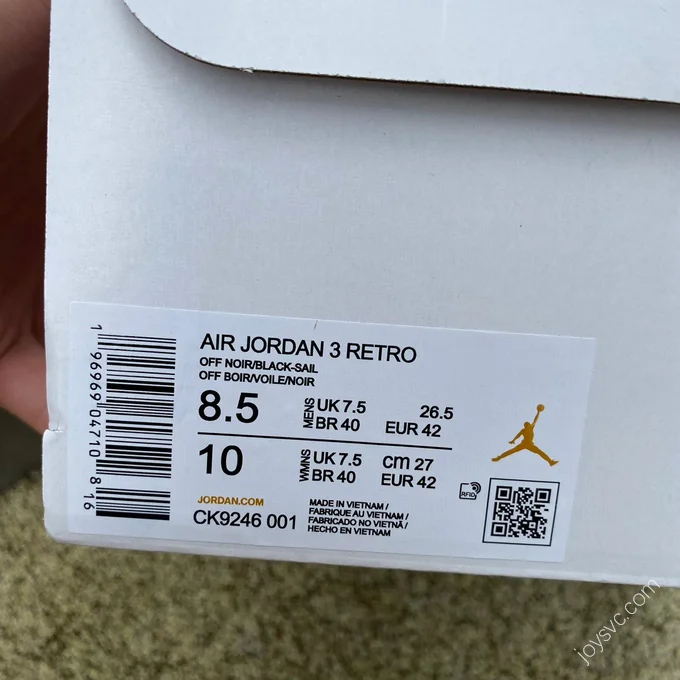 AIR JORDAN 3 RETRO
OFF NOIR/BLACK-SAIL
OFF BOIR/VOILE/NOIR
8.5 MENS UK 7.5 26.5
BR 40 EUR 42
10 WMNS UK 7.5 cm 27
BR 40 EUR 42
JORDAN.COM
CK9246 001
MADE IN VIETNAM /
FABRIQUE AU VIETNAM /
FABRICADO NO VIETNÃ /
HECHO EN VIETNAM
RFID
1 96969 04710 8 16
joysvc.com